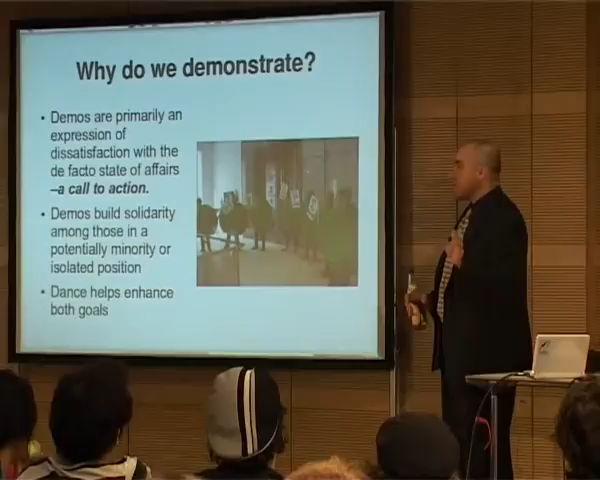 Why do we demonstrate?
• Demos are primarily an
expression of
dissatisfaction with the
de facto state of affairs
–a call to action.
• Demos build solidarity
among those in a
potentially minority or
isolated position
• Dance helps enhance
both goals